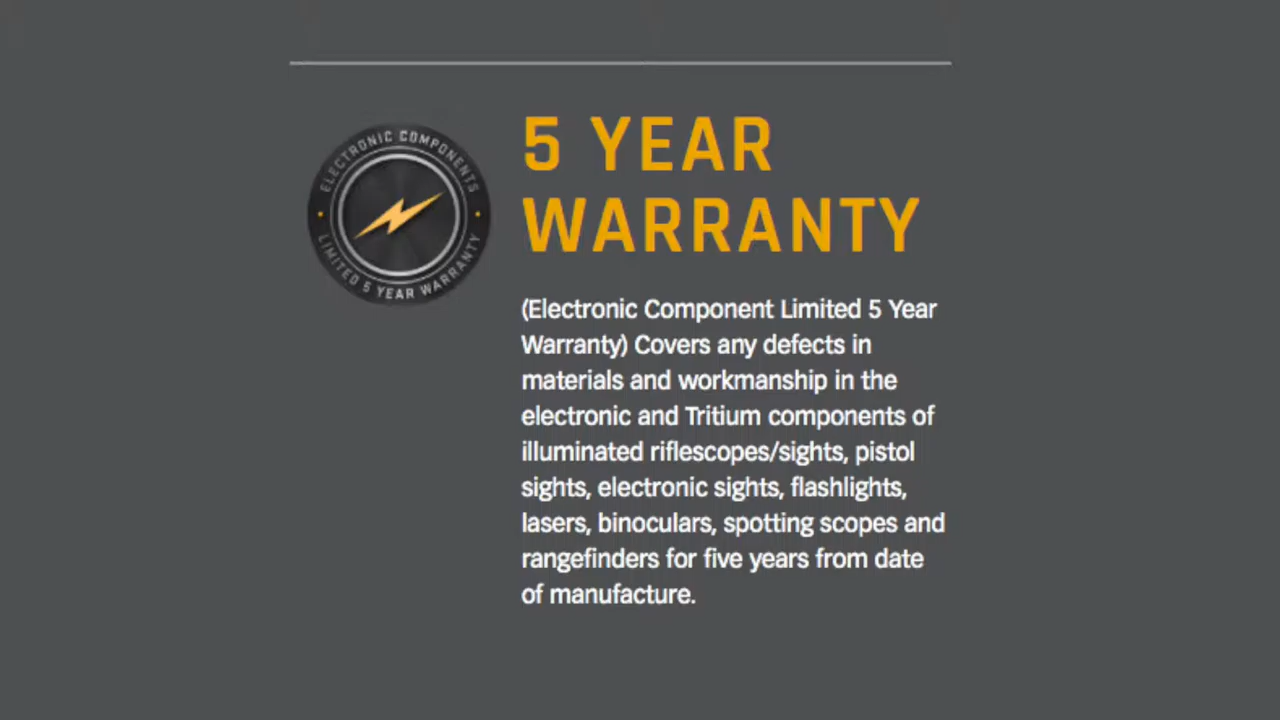 ELECTRONIC COMPONENTS
LIMITED 5 YEAR WARRANTY
5 YEAR
WARRANTY
(Electronic Component Limited 5 Year
Warranty) Covers any defects in
materials and workmanship in the
electronic and Tritium components of
illuminated riflescopes/sights, pistol
sights, electronic sights, flashlights,
lasers, binoculars, spotting scopes and
rangefinders for five years from date
of manufacture.